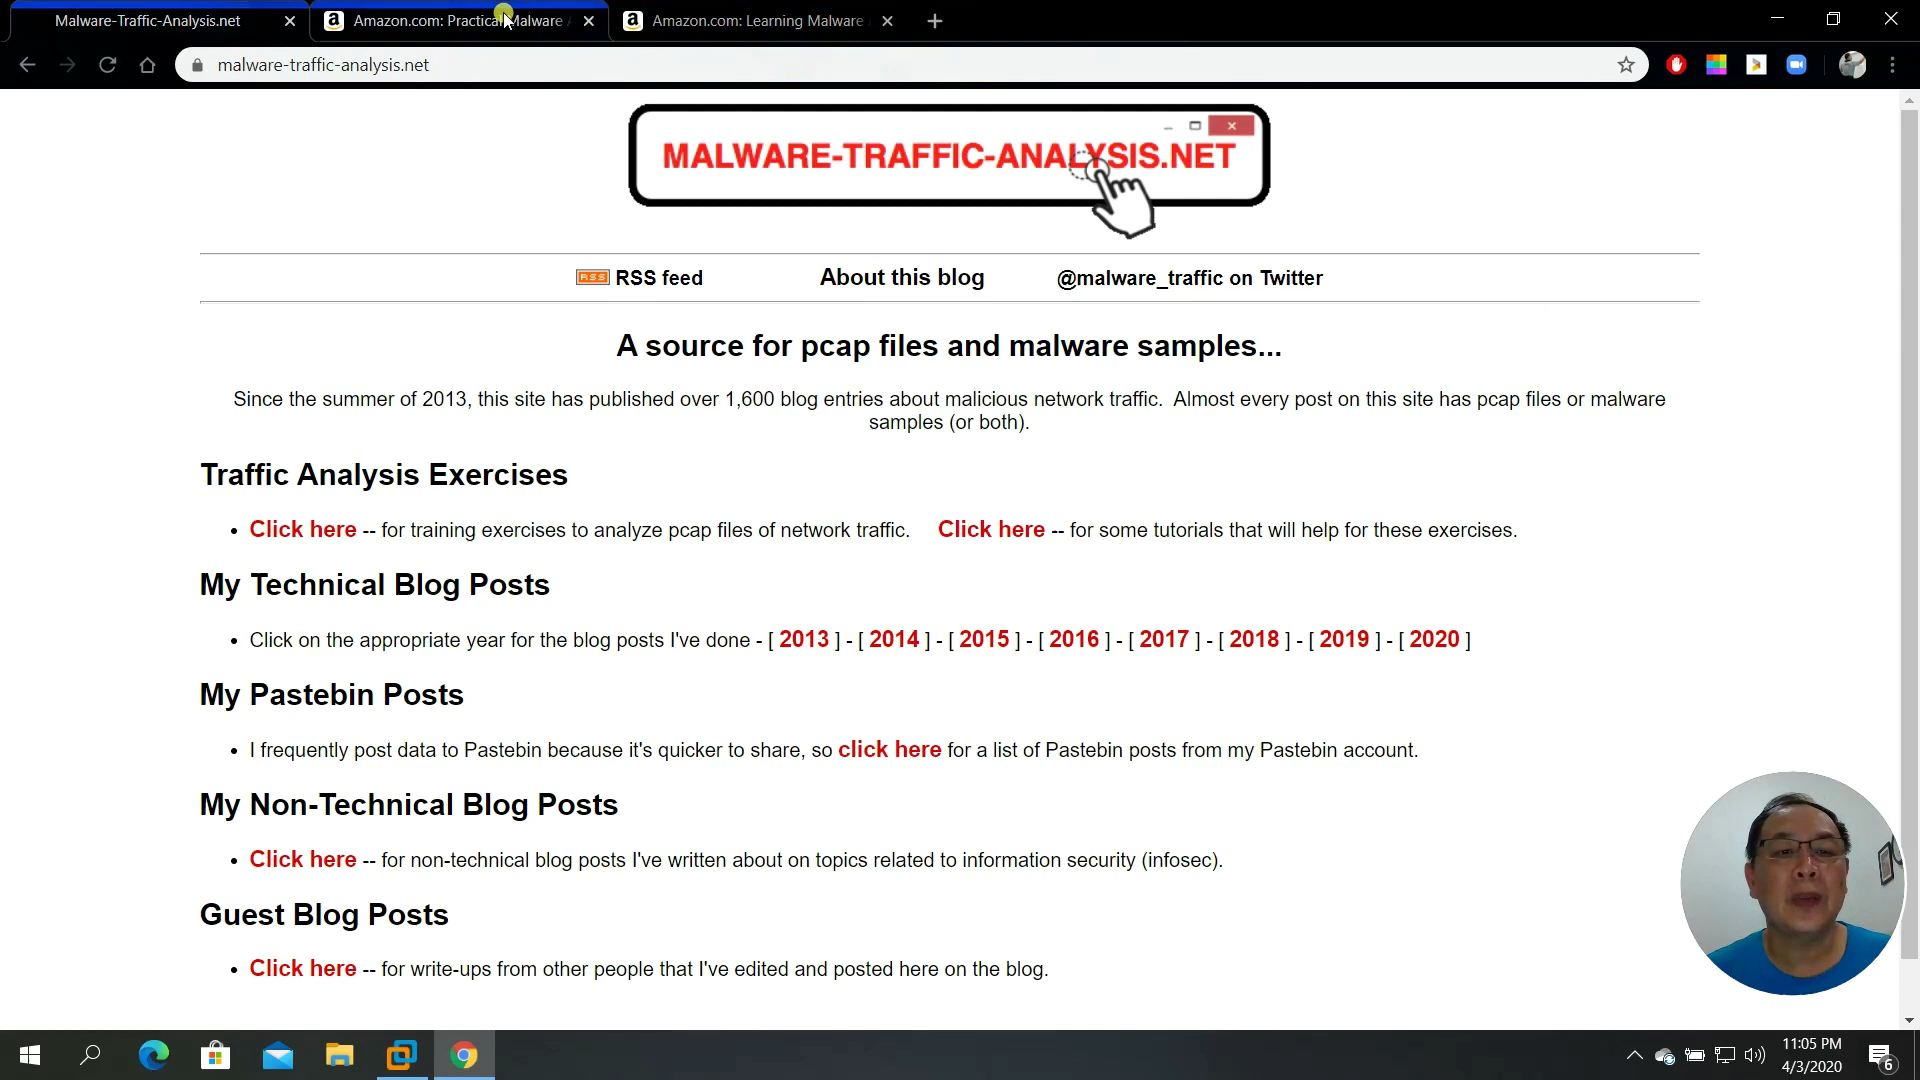 Malware-Traffic-Analysis.net
Amazon.com: Practical Malware
Amazon.com: Learning Malware
malware-traffic-analysis.net
MALWARE-TRAFFIC-ANALYSIS.NET
RSS RSS feed About this blog @malware_traffic on Twitter
A source for pcap files and malware samples...
Since the summer of 2013, this site has published over 1,600 blog entries about malicious network traffic. Almost every post on this site has pcap files or malware
samples (or both).
Traffic Analysis Exercises
• Click here -- for training exercises to analyze pcap files of network traffic. Click here -- for some tutorials that will help for these exercises.
My Technical Blog Posts
• Click on the appropriate year for the blog posts I've done - [ 2013 ] - [ 2014 ] - [ 2015 ] - [ 2016 ] - [ 2017 ] - [ 2018 ] - [ 2019 ] - [ 2020 ]
My Pastebin Posts
• I frequently post data to Pastebin because it's quicker to share, so click here for a list of Pastebin posts from my Pastebin account.
My Non-Technical Blog Posts
• Click here -- for non-technical blog posts I've written about on topics related to information security (infosec).
Guest Blog Posts
• Click here -- for write-ups from other people that I've edited and posted here on the blog.
11:05 PM
4/3/2020
6